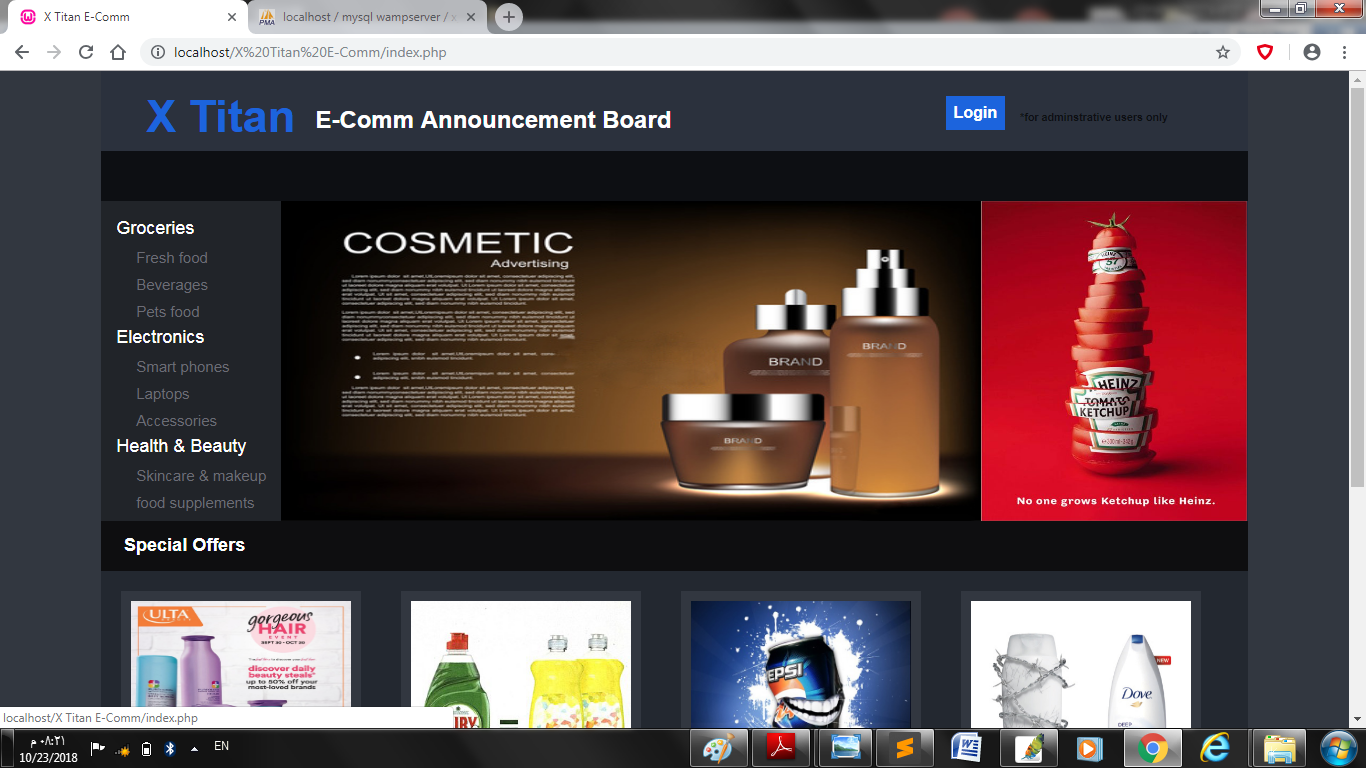 X Titan E-Comm
localhost / mysql wampserver / x
localhost/X%20Titan%20E-Comm/index.php
X Titan
E-Comm Announcement Board
Login
*for adminstrative users only
Groceries
Fresh food
Beverages
Pets food
Electronics
Smart phones
Laptops
Accessories
Health & Beauty
Skincare & makeup
food supplements
COSMETIC
Advertising
BRAND
BRAND
BRAND
HEINZ
57
HEINZ
TOMATO
KETCHUP
No one grows Ketchup like Heinz.
Special Offers
ULTA
gorgeous
HAIR
EVENT
discover daily
beauty steals*
up to 50% off your
most-loved brands
PEPSI
NEW
Dove
DEEP
localhost/X Titan E-Comm/index.php
٠٨:٢١ م
10/23/2018
EN